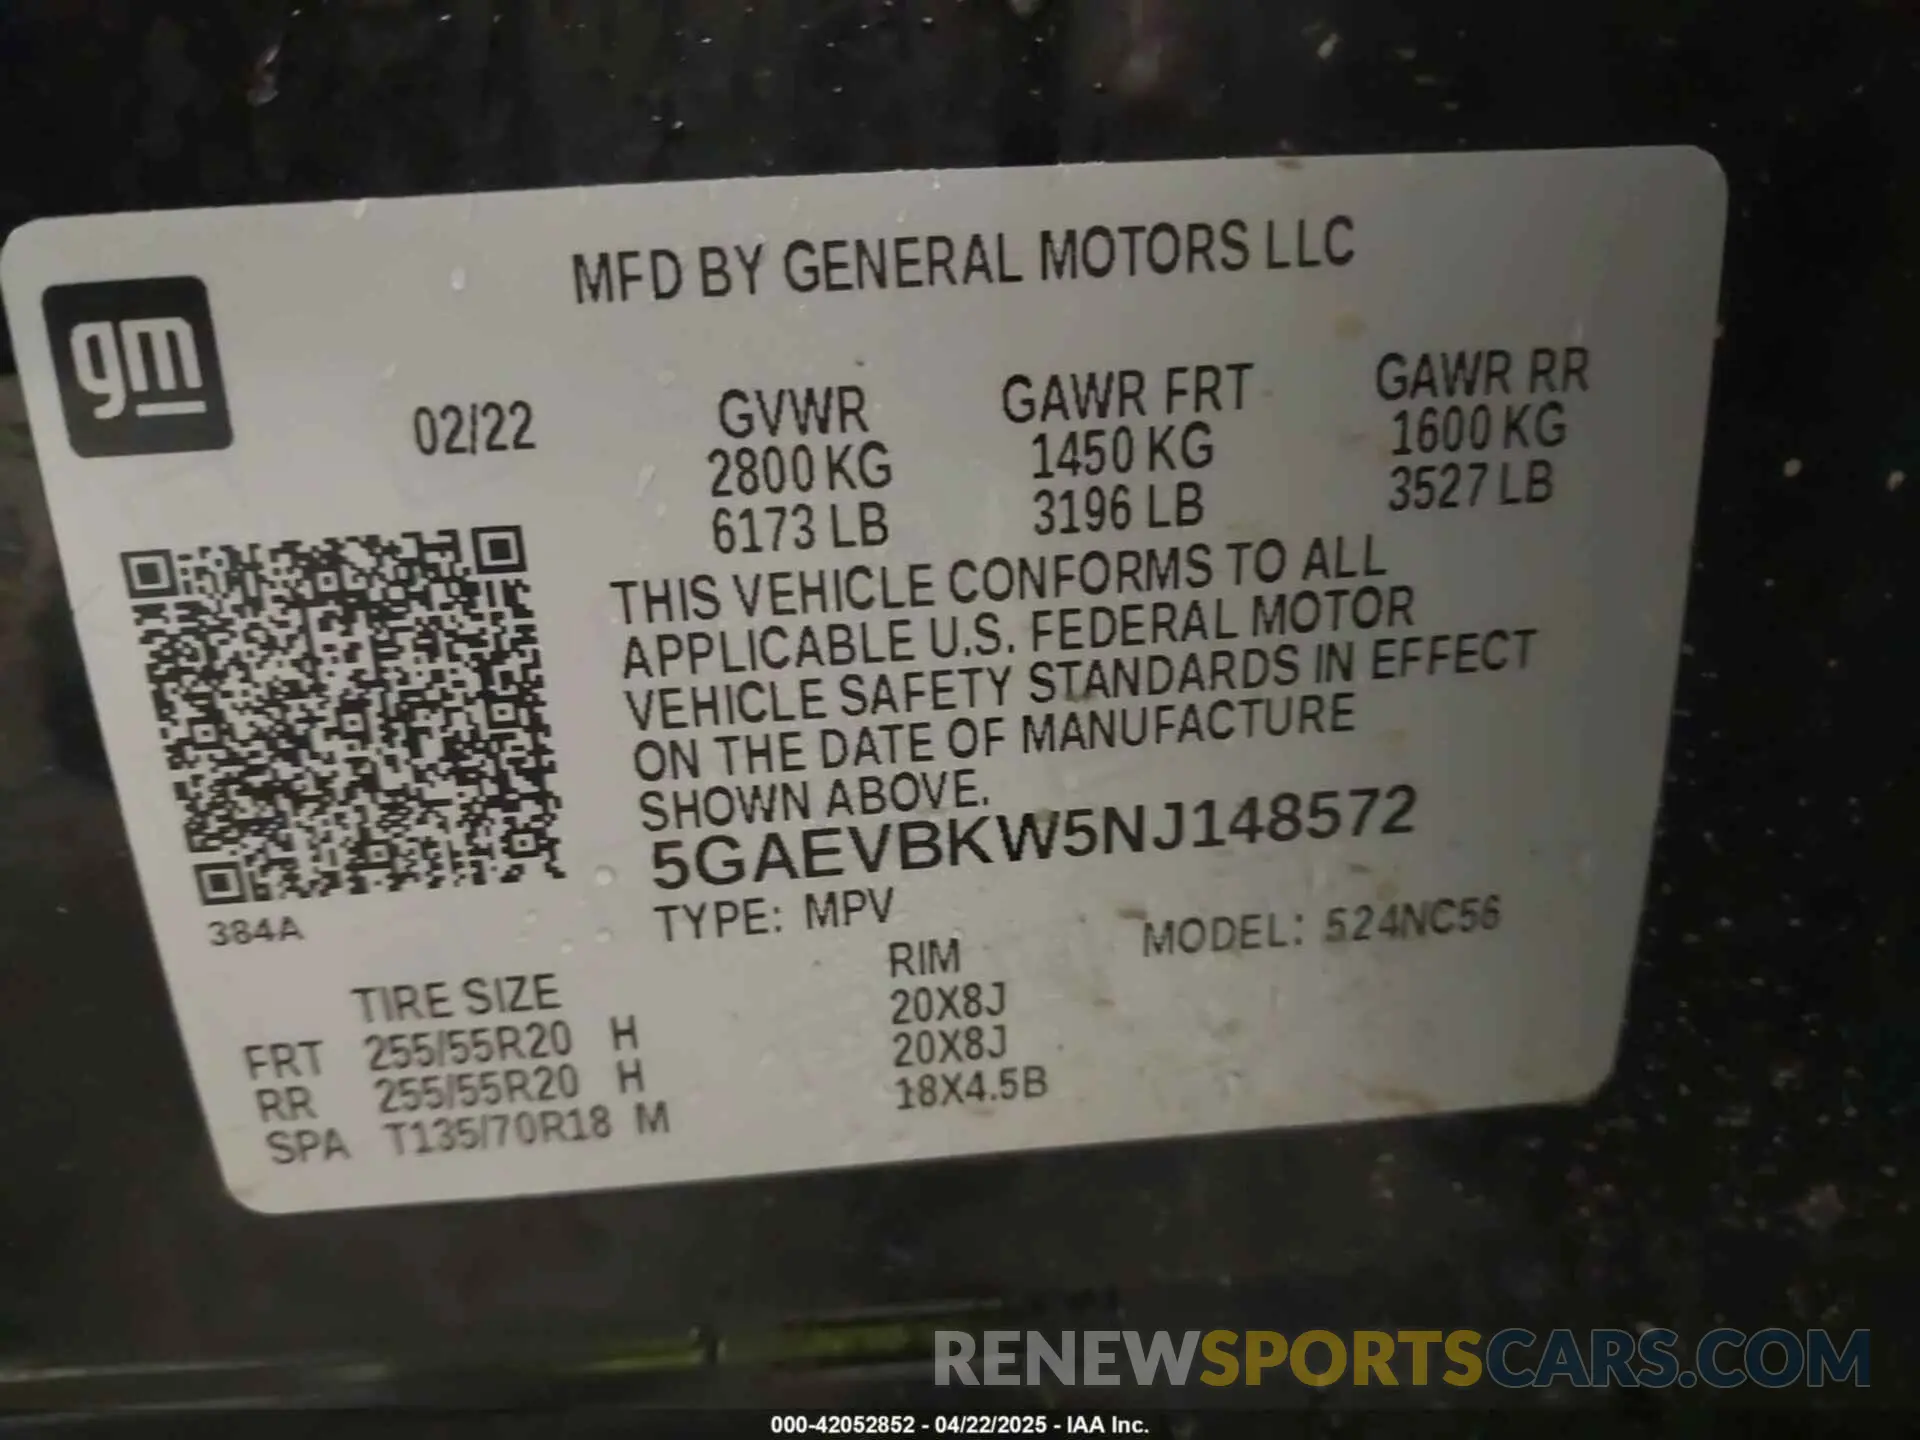 MFD BY GENERAL MOTORS LLC
gm
02/22
GVWR GAWR FRT GAWR RR
2800 KG 1450 KG 1600 KG
6173 LB 3196 LB 3527 LB
THIS VEHICLE CONFORMS TO ALL
APPLICABLE U.S. FEDERAL MOTOR
VEHICLE SAFETY STANDARDS IN EFFECT
ON THE DATE OF MANUFACTURE
SHOWN ABOVE.
5GAEVBKW5NJ148572
384A
TYPE: MPV MODEL: 524NC56
TIRE SIZE RIM
FRT 255/55R20 H 20X8J
RR 255/55R20 H 20X8J
SPA T135/70R18 M 18X4.5B
RENEWSPORTSCARS.COM
000-42052852 - 04/22/2025 - IAA Inc.